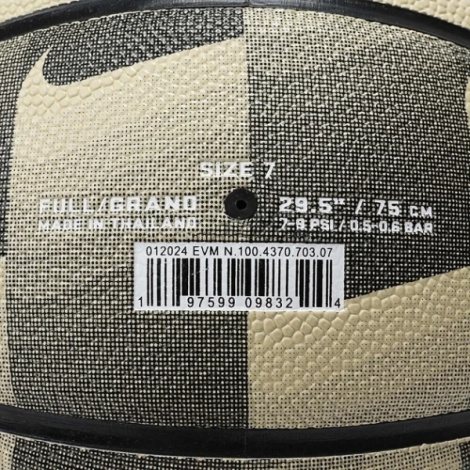 SIZE 7
FULL/GRAND 29.5" / 75 CM
MADE IN THAILAND 7-9 PSI / 0.5-0.6 BAR
012024 EVM N.100.4370.703.07
1 97599 09832 4